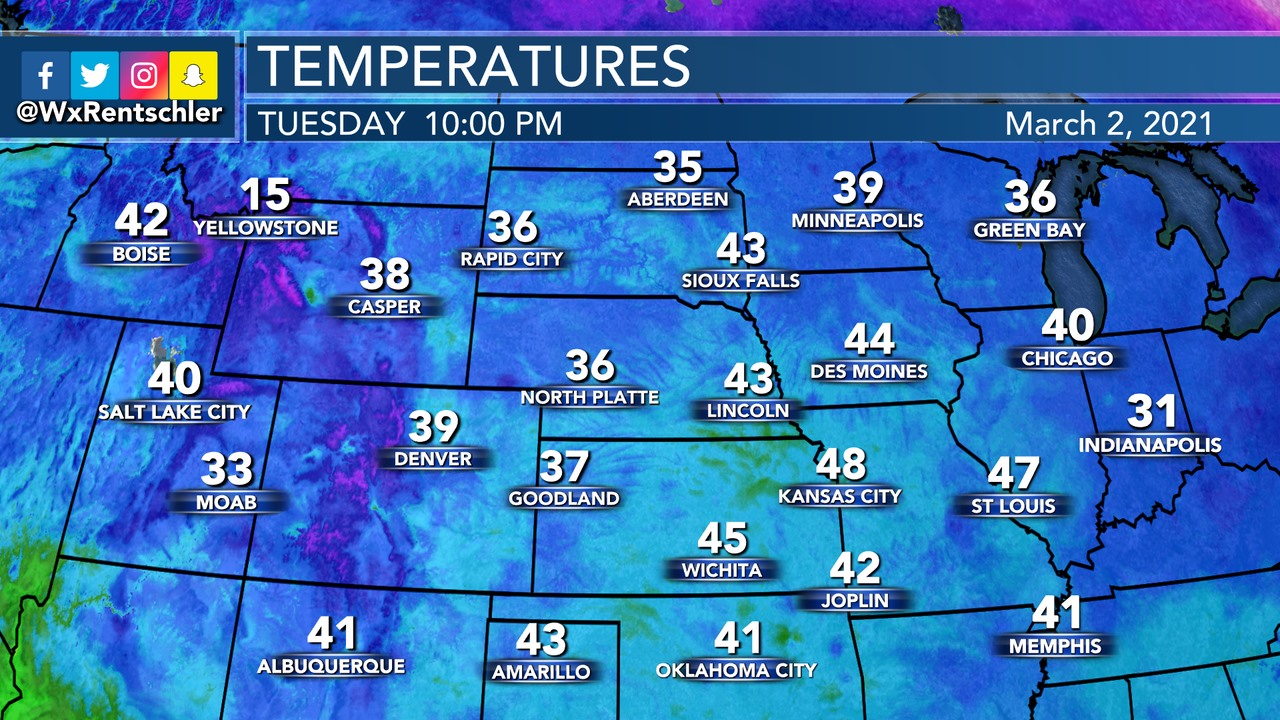 TEMPERATURES
@WxRentschler
TUESDAY 10:00 PM
March 2, 2021
35
ABERDEEN
39
MINNEAPOLIS
36
GREEN BAY
15
YELLOWSTONE
42
BOISE
36
RAPID CITY
43
SIOUX FALLS
38
CASPER
40
CHICAGO
44
DES MOINES
40
SALT LAKE CITY
36
NORTH PLATTE
43
LINCOLN
31
INDIANAPOLIS
39
DENVER
33
MOAB
37
GOODLAND
48
KANSAS CITY
47
ST LOUIS
45
WICHITA
42
JOPLIN
41
MEMPHIS
41
ALBUQUERQUE
43
AMARILLO
41
OKLAHOMA CITY